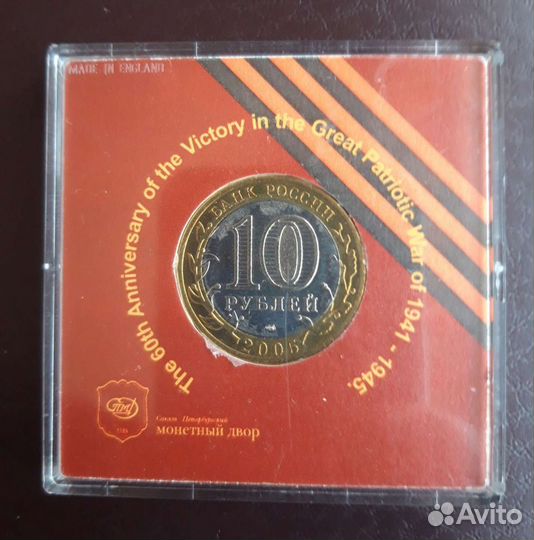 MADE IN ENGLAND
The 60th Anniversary of the Victory in the Great Patriotic War of 1941 - 1945.
БАНК РОССИИ
10
РУБЛЕЙ
2005
Санкт-Петербургский
МОНЕТНЫЙ ДВОР
Avito